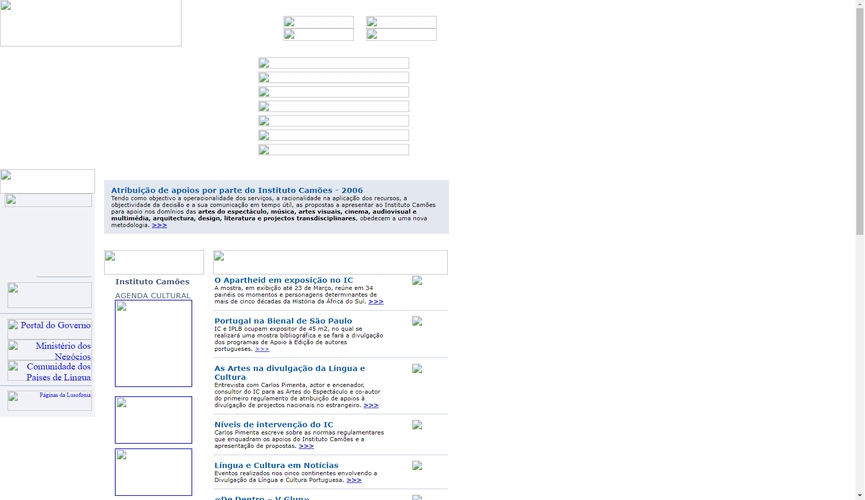 Atribuição de apoios por parte do Instituto Camões - 2006
Tendo como objectivo a operacionalidade dos serviços, a racionalidade na aplicação dos recursos, a
objectividade da decisão e a sua comunicação em tempo útil, as propostas a apresentar ao Instituto Camões
para apoio nos domínios das artes do espectáculo, música, artes visuais, cinema, audiovisual e
multimédia, arquitectura, design, literatura e projectos transdisciplinares, obedecem a uma nova
metodologia. >>>
Portal do Governo
Ministério dos
Negócios
Comunidade dos
Países de Língua
Páginas da Lusofonia
Instituto Camões
AGENDA CULTURAL
O Apartheid em exposição no IC
A mostra, em exibição até 23 de Março, reúne em 34
painéis os momentos e personagens determinantes de
mais de cinco décadas da História da África do Sul. >>>
Portugal na Bienal de São Paulo
IC e IPLB ocupam expositor de 45 m2, no qual se
realizará uma mostra bibliográfica e se fará a divulgação
dos programas de Apoio à Edição de autores
portugueses. >>>
As Artes na divulgação da Língua e
Cultura
Entrevista com Carlos Pimenta, actor e encenador,
consultor do IC para as Artes do Espectáculo e co-autor
do primeiro regulamento de atribuição de apoios à
divulgação de projectos nacionais no estrangeiro. >>>
Níveis de intervenção do IC
Carlos Pimenta escreve sobre as normas regulamentares
que enquadram os apoios do Instituto Camões e a
apresentação de propostas. >>>
Língua e Cultura em Notícias
Eventos realizados nos cinco continentes envolvendo a
Divulgação da Língua e Cultura Portuguesa. >>>
«De Dentro – V Giun»